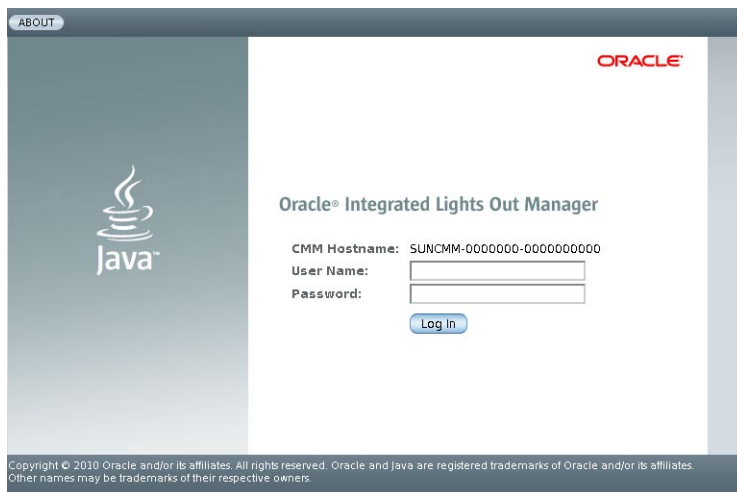 ABOUT
ORACLE®
Java™
Oracle® Integrated Lights Out Manager
CMM Hostname: SUNCMM-0000000-0000000000
User Name:
Password:
Log In
Copyright © 2010 Oracle and/or its affiliates. All rights reserved. Oracle and Java are registered trademarks of Oracle and/or its affiliates.
Other names may be trademarks of their respective owners.